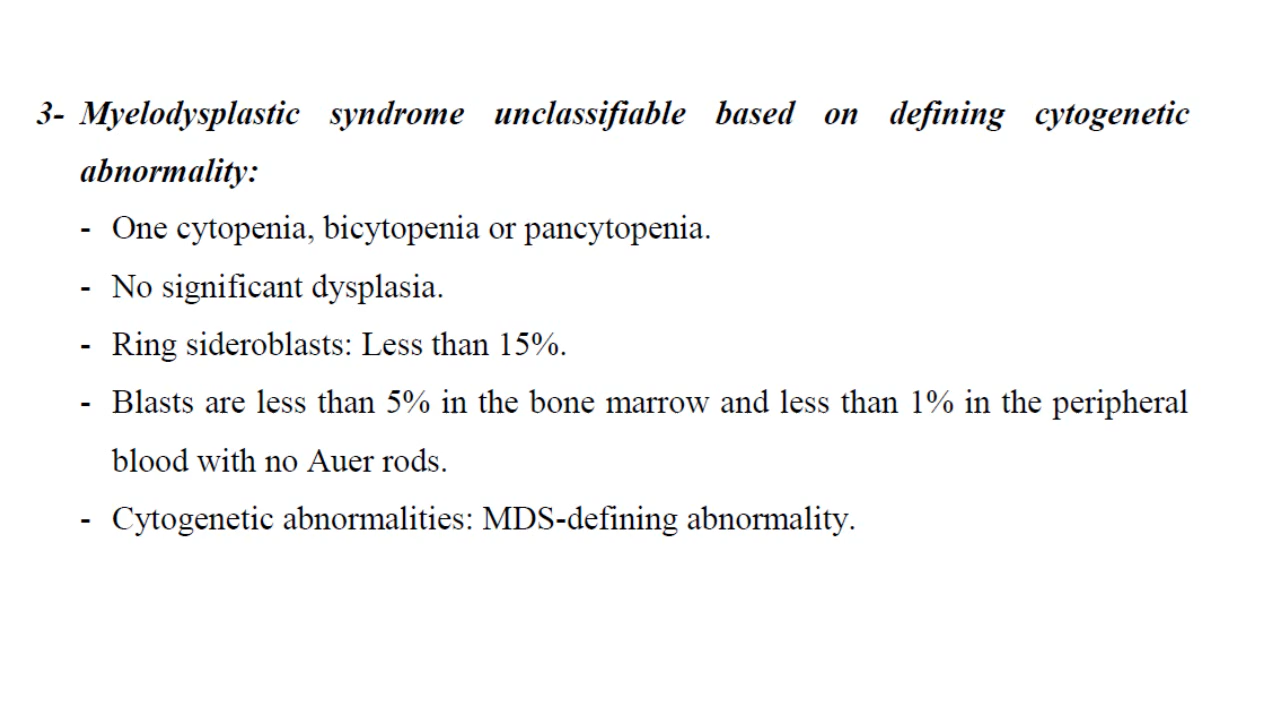 3- Myelodysplastic syndrome unclassifiable based on defining cytogenetic
abnormality:
- One cytopenia, bicytopenia or pancytopenia.
- No significant dysplasia.
- Ring sideroblasts: Less than 15%.
- Blasts are less than 5% in the bone marrow and less than 1% in the peripheral
blood with no Auer rods.
- Cytogenetic abnormalities: MDS-defining abnormality.